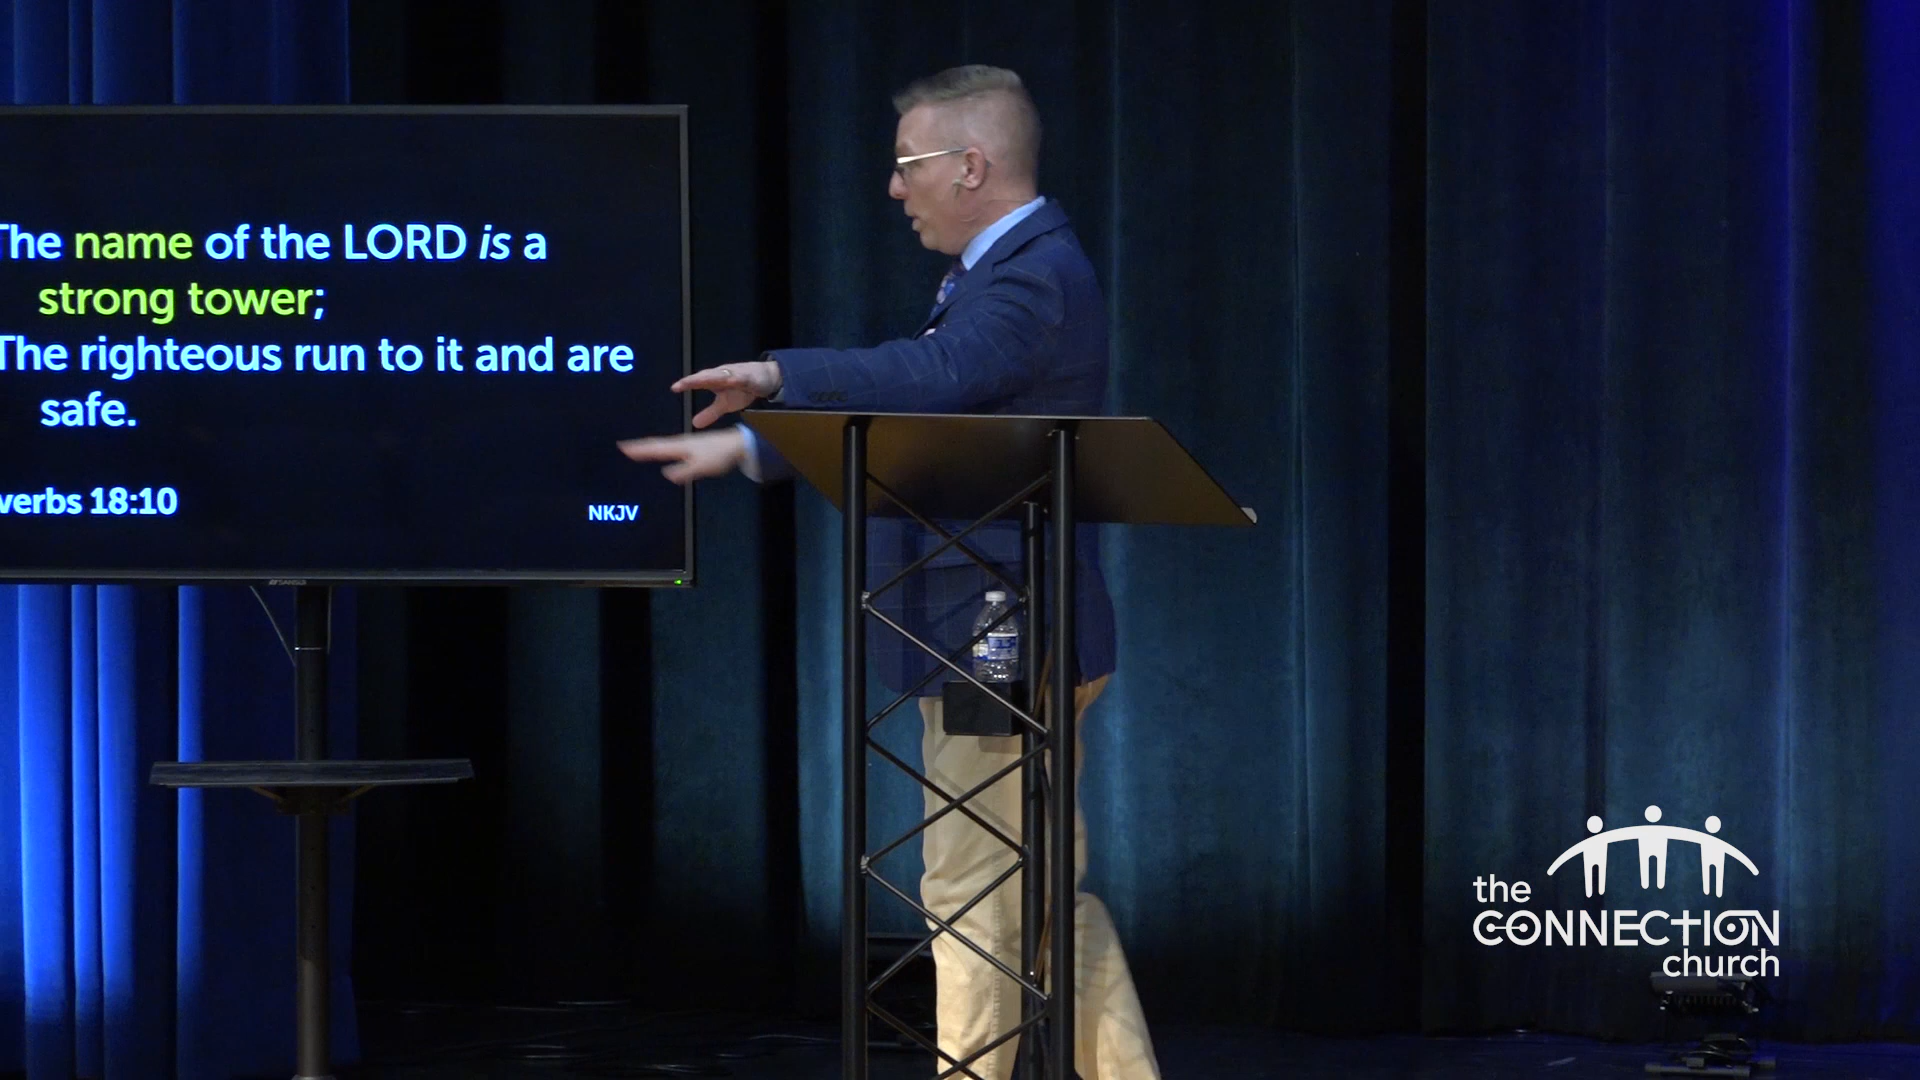 The name of the LORD is a
strong tower;
The righteous run to it and are
safe.
verbs 18:10
NKJV
SANSUI
the
CONNECTION
church